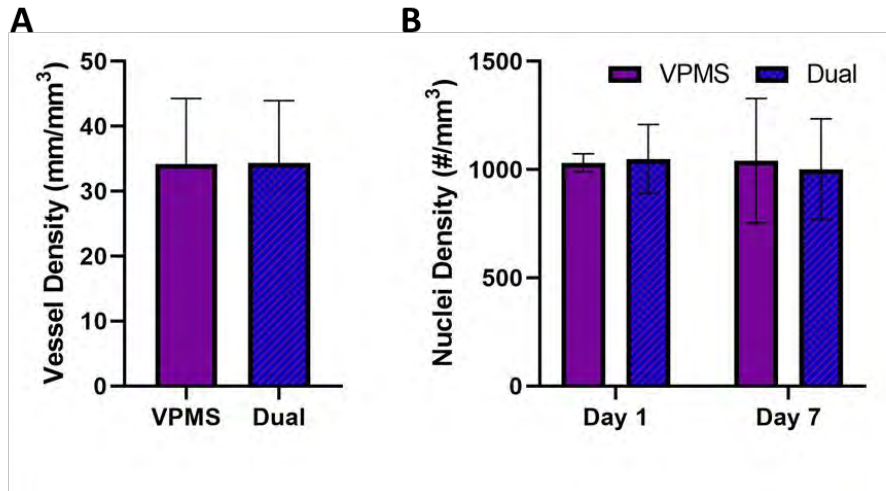 A
Vessel Density (mm/mm³)
50
40
30
20
10
0
VPMS Dual
B
Nuclei Density (#/mm³)
VPMS Dual
1500
1000
500
0
Day 1 Day 7